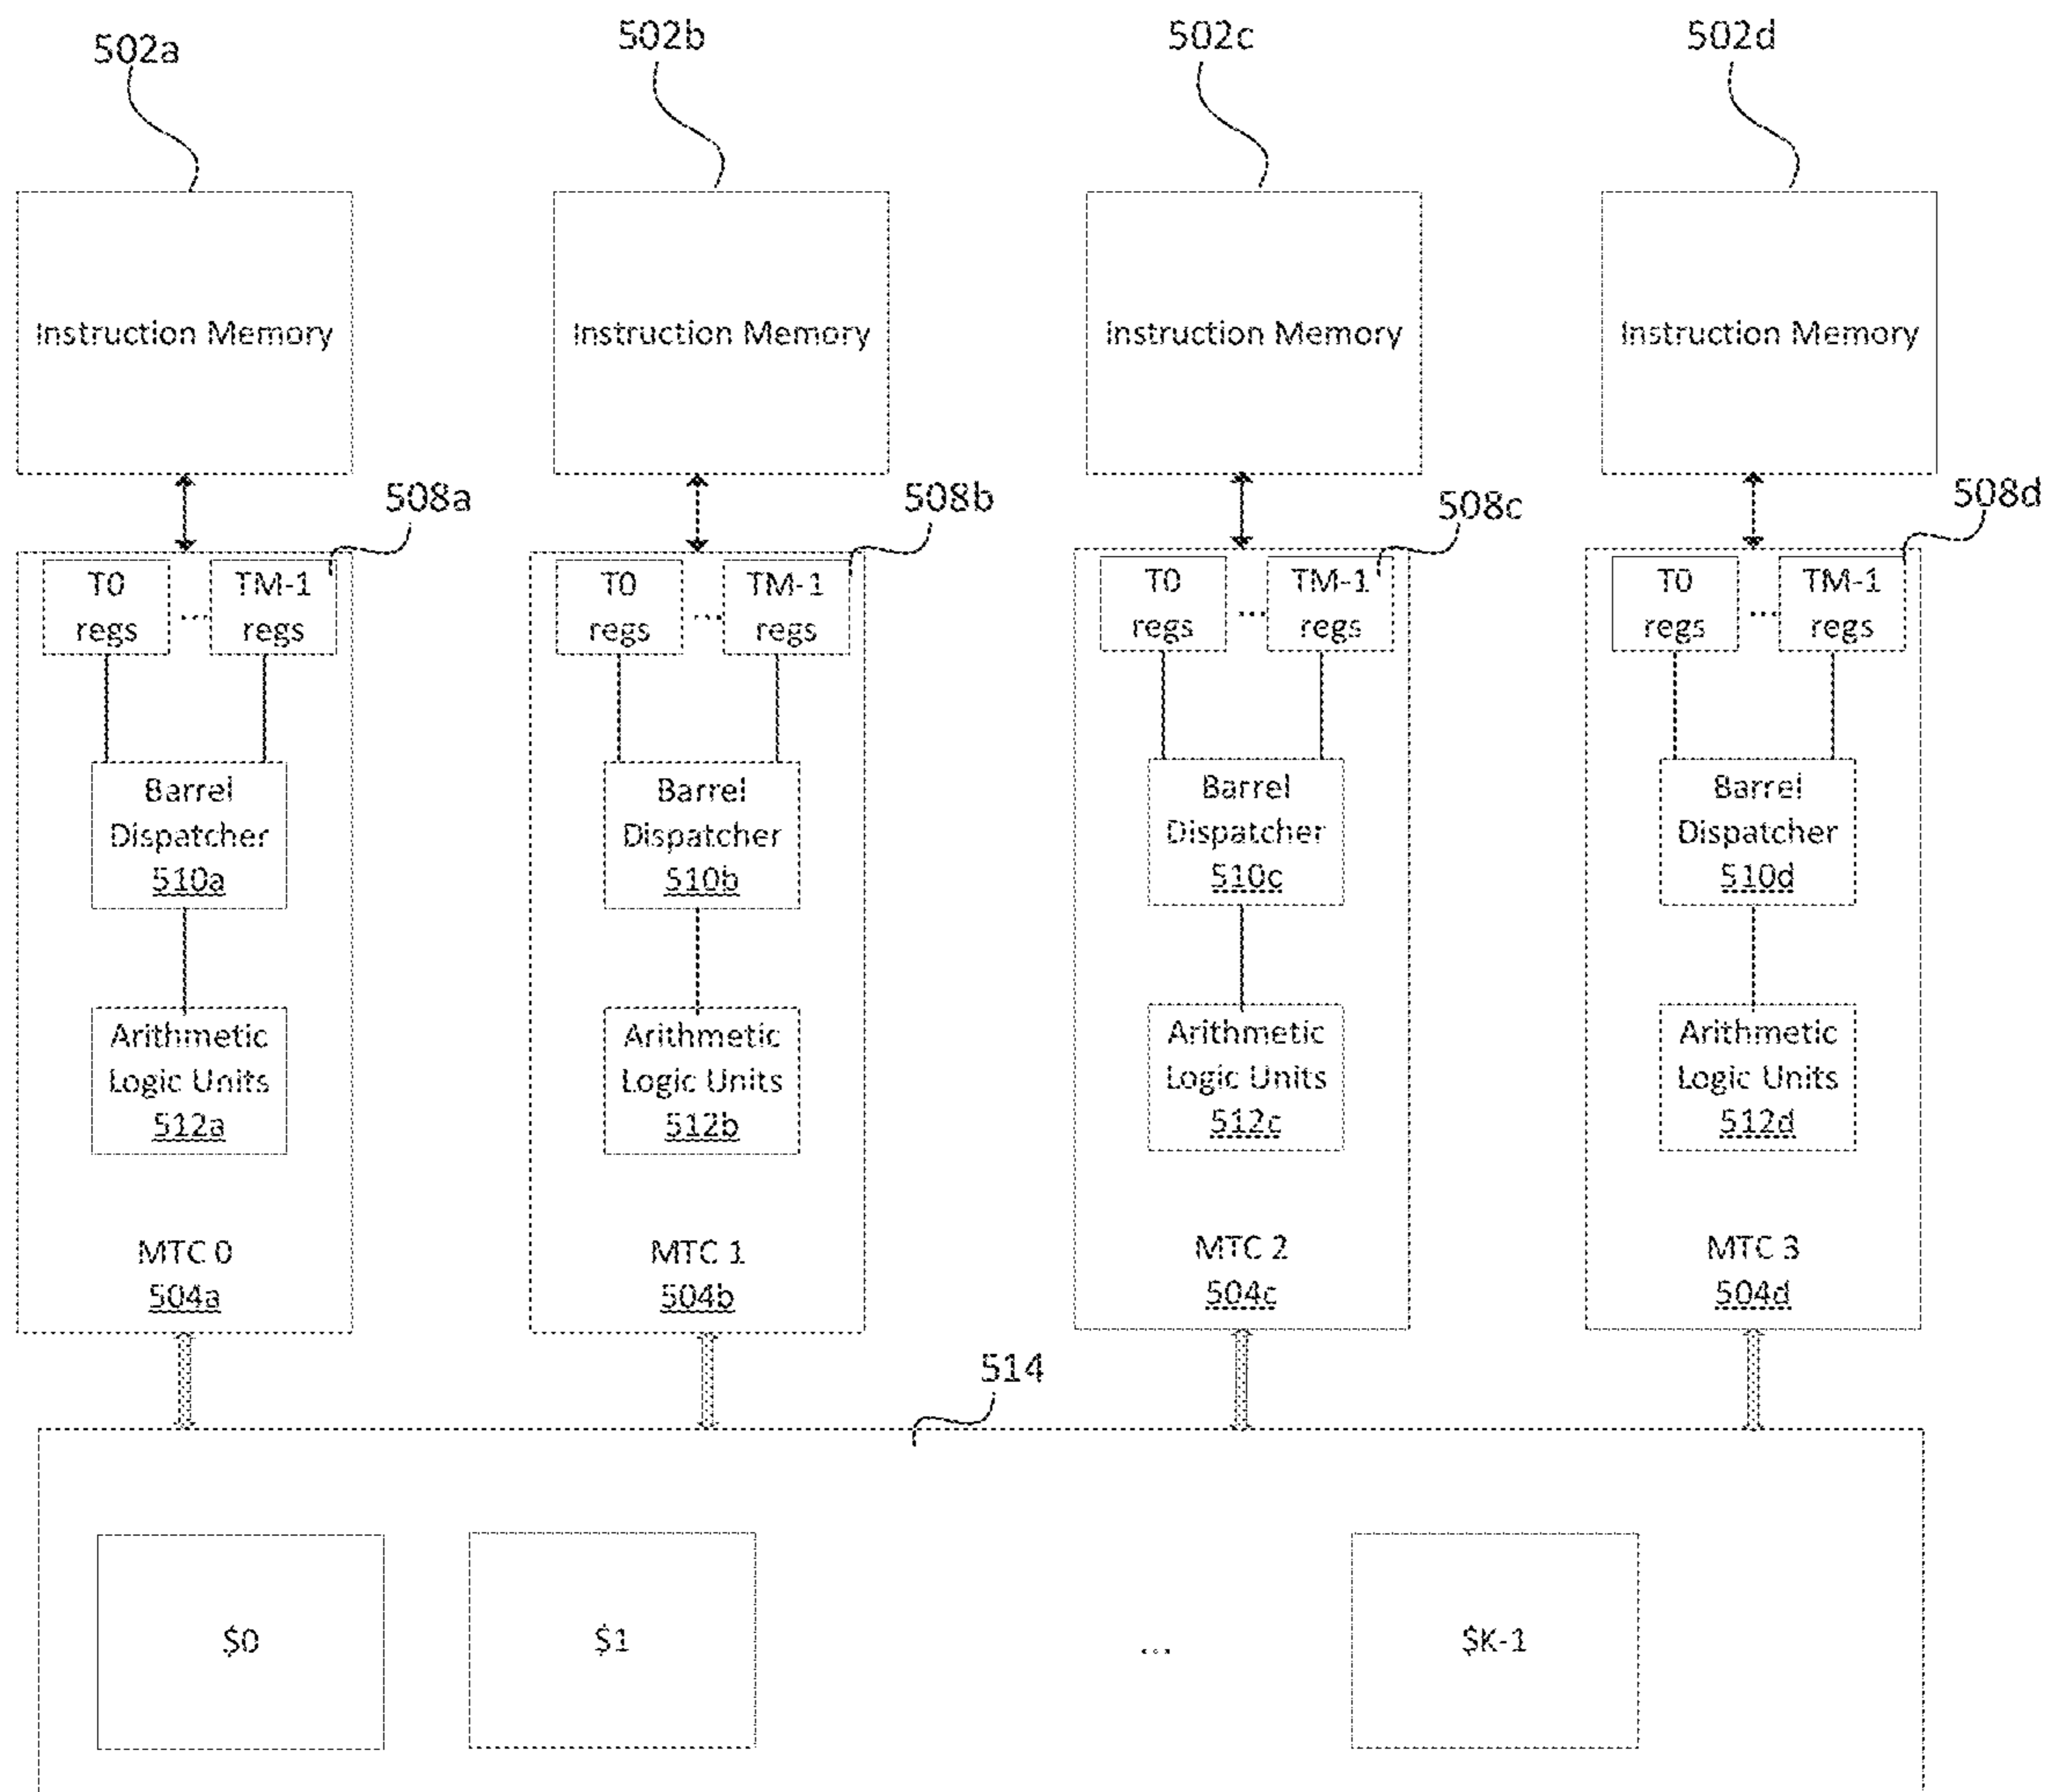 502a
502b
502c
502d
Instruction Memory
Instruction Memory
Instruction Memory
Instruction Memory
508a
508b
508c
508d
T0
regs
...
TM-1
regs
T0
regs
...
TM-1
regs
T0
regs
...
TM-1
regs
T0
regs
...
TM-1
regs
Barrel
Dispatcher
510a
Barrel
Dispatcher
510b
Barrel
Dispatcher
510c
Barrel
Dispatcher
510d
Arithmetic
Logic Units
512a
Arithmetic
Logic Units
512b
Arithmetic
Logic Units
512c
Arithmetic
Logic Units
512d
MTC 0
504a
MTC 1
504b
MTC 2
504c
MTC 3
504d
514
$0
$1
...
$K-1